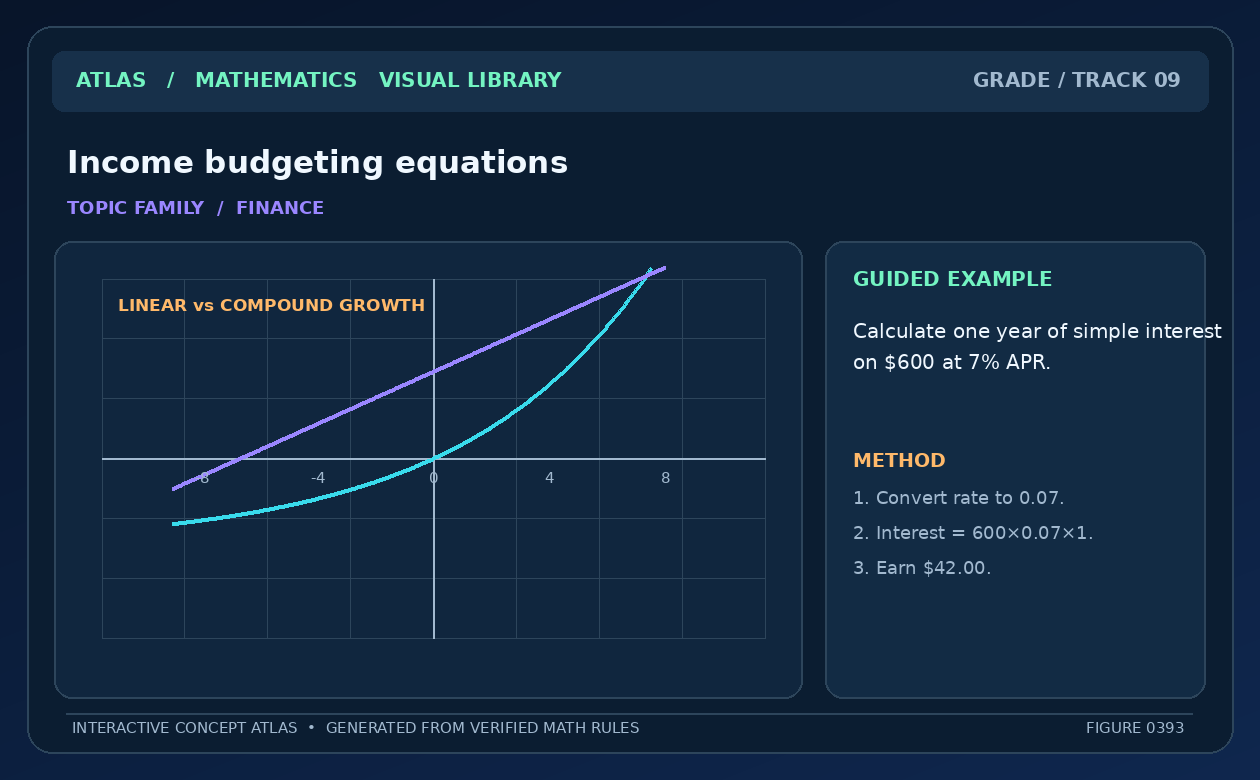 ATLAS / MATHEMATICS VISUAL LIBRARY
GRADE / TRACK 09
Income budgeting equations
TOPIC FAMILY / FINANCE
LINEAR vs COMPOUND GROWTH
-8 -4 0 4 8
GUIDED EXAMPLE
Calculate one year of simple interest
on $600 at 7% APR.
METHOD
1. Convert rate to 0.07.
2. Interest = 600×0.07×1.
3. Earn $42.00.
INTERACTIVE CONCEPT ATLAS • GENERATED FROM VERIFIED MATH RULES
FIGURE 0393